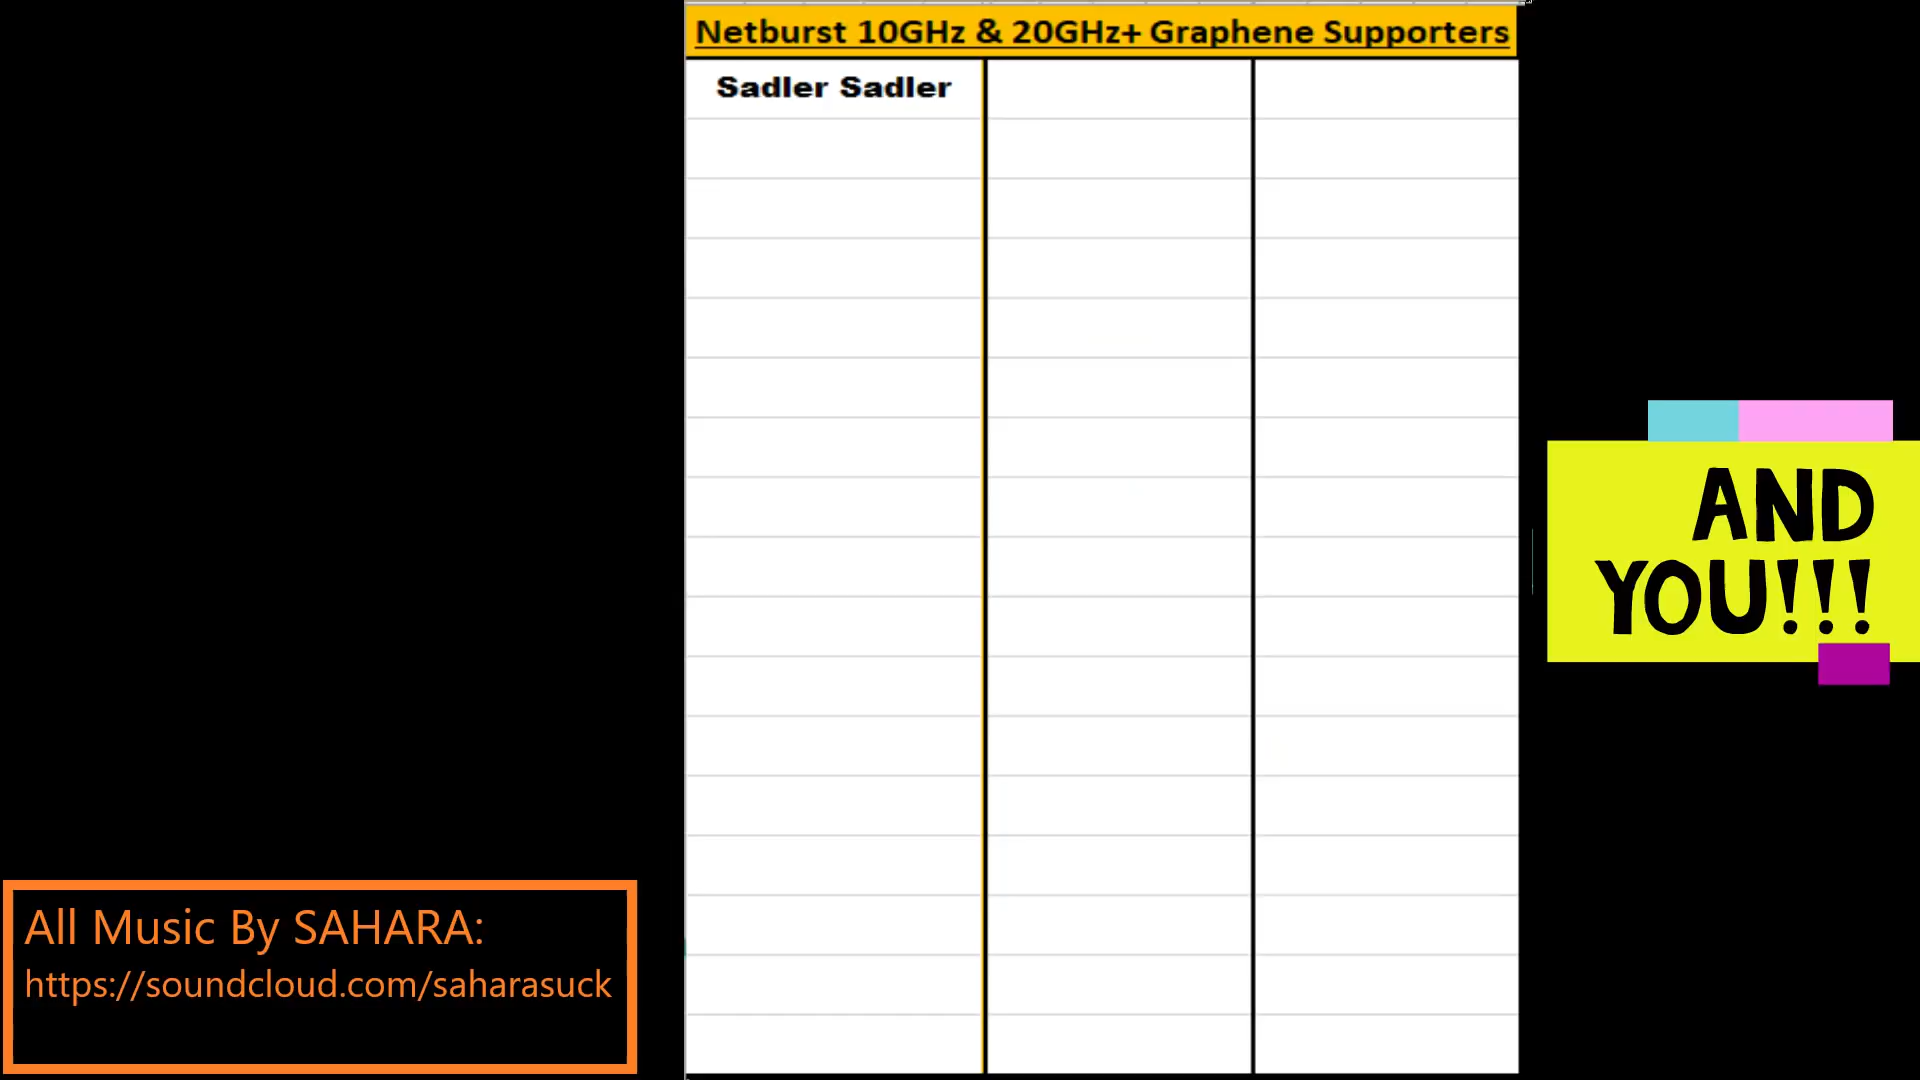 Netburst 10GHz & 20GHz+ Graphene Supporters
Sadler Sadler
AND
YOU!!!
All Music By SAHARA:
https://soundcloud.com/saharasuck